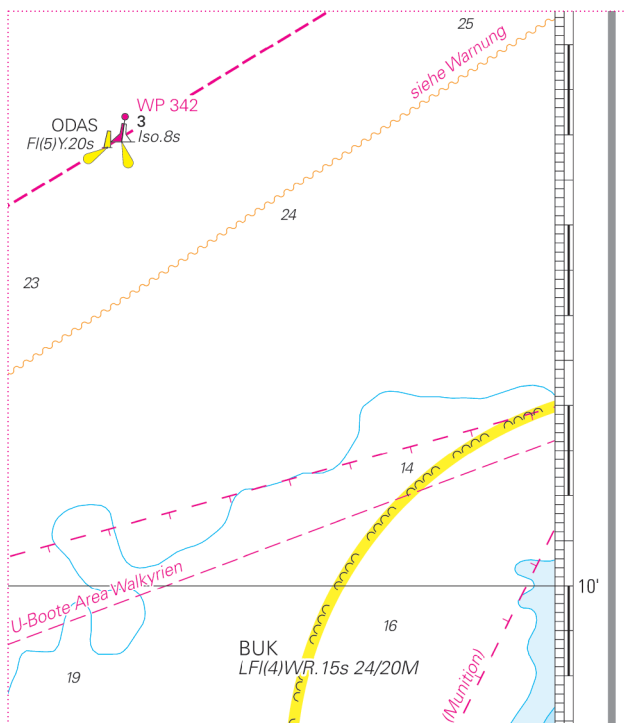 25
siehe Warnung
WP 342
3
ODAS
Iso.8s
Fl(5)Y.20s
24
23
14
10'
U-Boote Area Walkyrien
16
BUK
LFl(4)WR.15s 24/20M
19
(Munition)